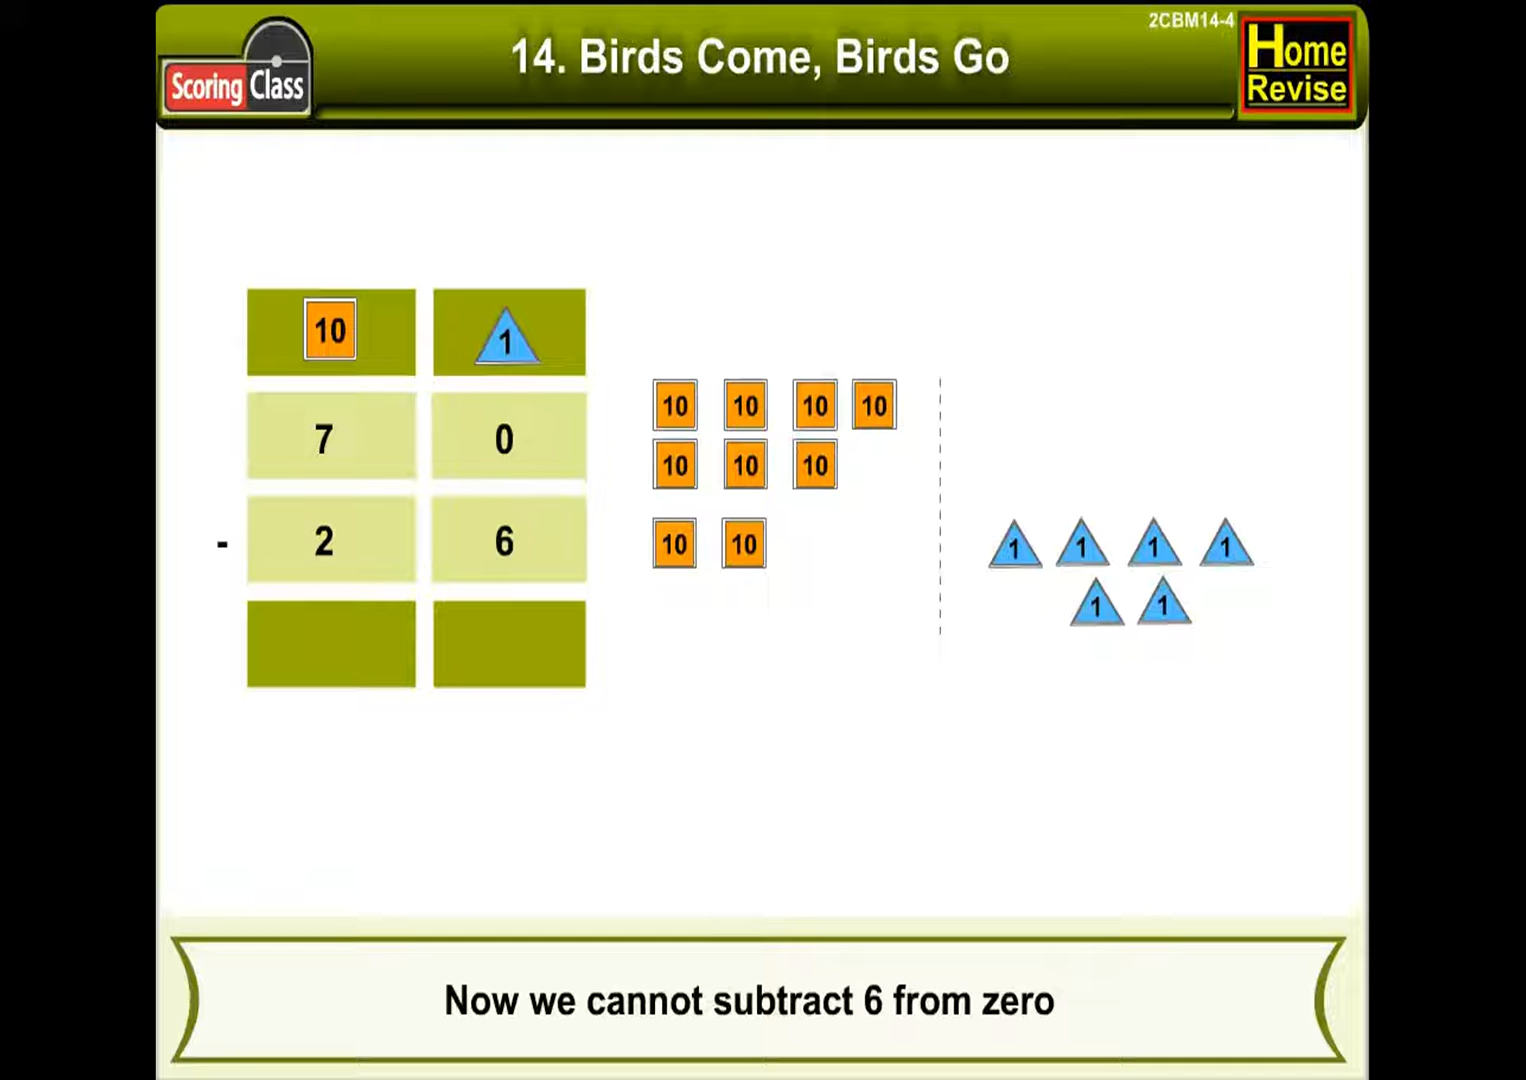 2CBM14-4
Scoring Class
14. Birds Come, Birds Go
Home
Revise
10 1
7 0
10 10 10 10
10 10 10
- 2 6
10 10
1 1 1 1
1 1
Now we cannot subtract 6 from zero